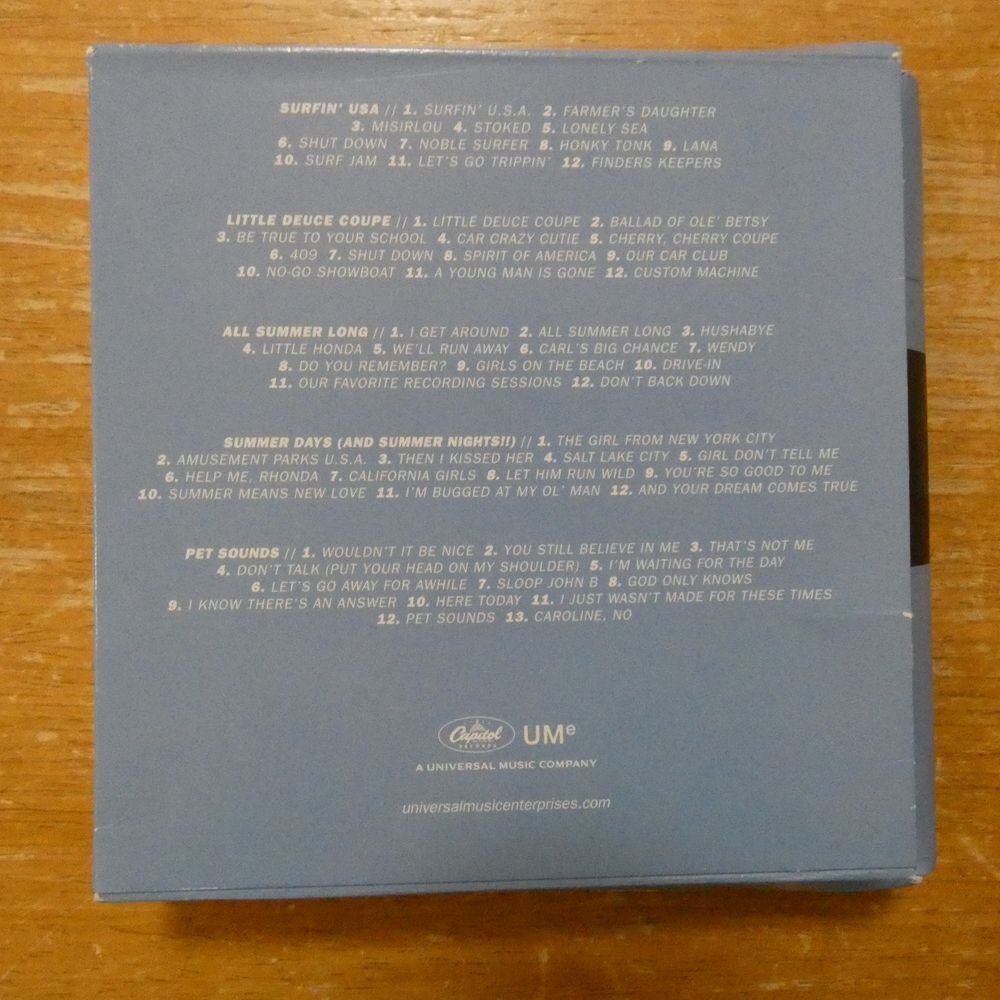 SURFIN' USA // 1. SURFIN' U.S.A. 2. FARMER'S DAUGHTER
3. MISIRLOU 4. STOKED 5. LONELY SEA
6. SHUT DOWN 7. NOBLE SURFER 8. HONKY TONK 9. LANA
10. SURF JAM 11. LET'S GO TRIPPIN' 12. FINDERS KEEPERS
LITTLE DEUCE COUPE // 1. LITTLE DEUCE COUPE 2. BALLAD OF OLE' BETSY
3. BE TRUE TO YOUR SCHOOL 4. CAR CRAZY CUTIE 5. CHERRY, CHERRY COUPE
6. 409 7. SHUT DOWN 8. SPIRIT OF AMERICA 9. OUR CAR CLUB
10. NO-GO SHOWBOAT 11. A YOUNG MAN IS GONE 12. CUSTOM MACHINE
ALL SUMMER LONG // 1. I GET AROUND 2. ALL SUMMER LONG 3. HUSHABYE
4. LITTLE HONDA 5. WE'LL RUN AWAY 6. CARL'S BIG CHANCE 7. WENDY
8. DO YOU REMEMBER? 9. GIRLS ON THE BEACH 10. DRIVE-IN
11. OUR FAVORITE RECORDING SESSIONS 12. DON'T BACK DOWN
SUMMER DAYS (AND SUMMER NIGHTS!!) // 1. THE GIRL FROM NEW YORK CITY
2. AMUSEMENT PARKS U.S.A. 3. THEN I KISSED HER 4. SALT LAKE CITY 5. GIRL DON'T TELL ME
6. HELP ME, RHONDA 7. CALIFORNIA GIRLS 8. LET HIM RUN WILD 9. YOU'RE SO GOOD TO ME
10. SUMMER MEANS NEW LOVE 11. I'M BUGGED AT MY OL' MAN 12. AND YOUR DREAM COMES TRUE
PET SOUNDS // 1. WOULDN'T IT BE NICE 2. YOU STILL BELIEVE IN ME 3. THAT'S NOT ME
4. DON'T TALK (PUT YOUR HEAD ON MY SHOULDER) 5. I'M WAITING FOR THE DAY
6. LET'S GO AWAY FOR AWHILE 7. SLOOP JOHN B 8. GOD ONLY KNOWS
9. I KNOW THERE'S AN ANSWER 10. HERE TODAY 11. I JUST WASN'T MADE FOR THESE TIMES
12. PET SOUNDS 13. CAROLINE, NO
Capitol RECORDS UMe
A UNIVERSAL MUSIC COMPANY
universalmusicenterprises.com